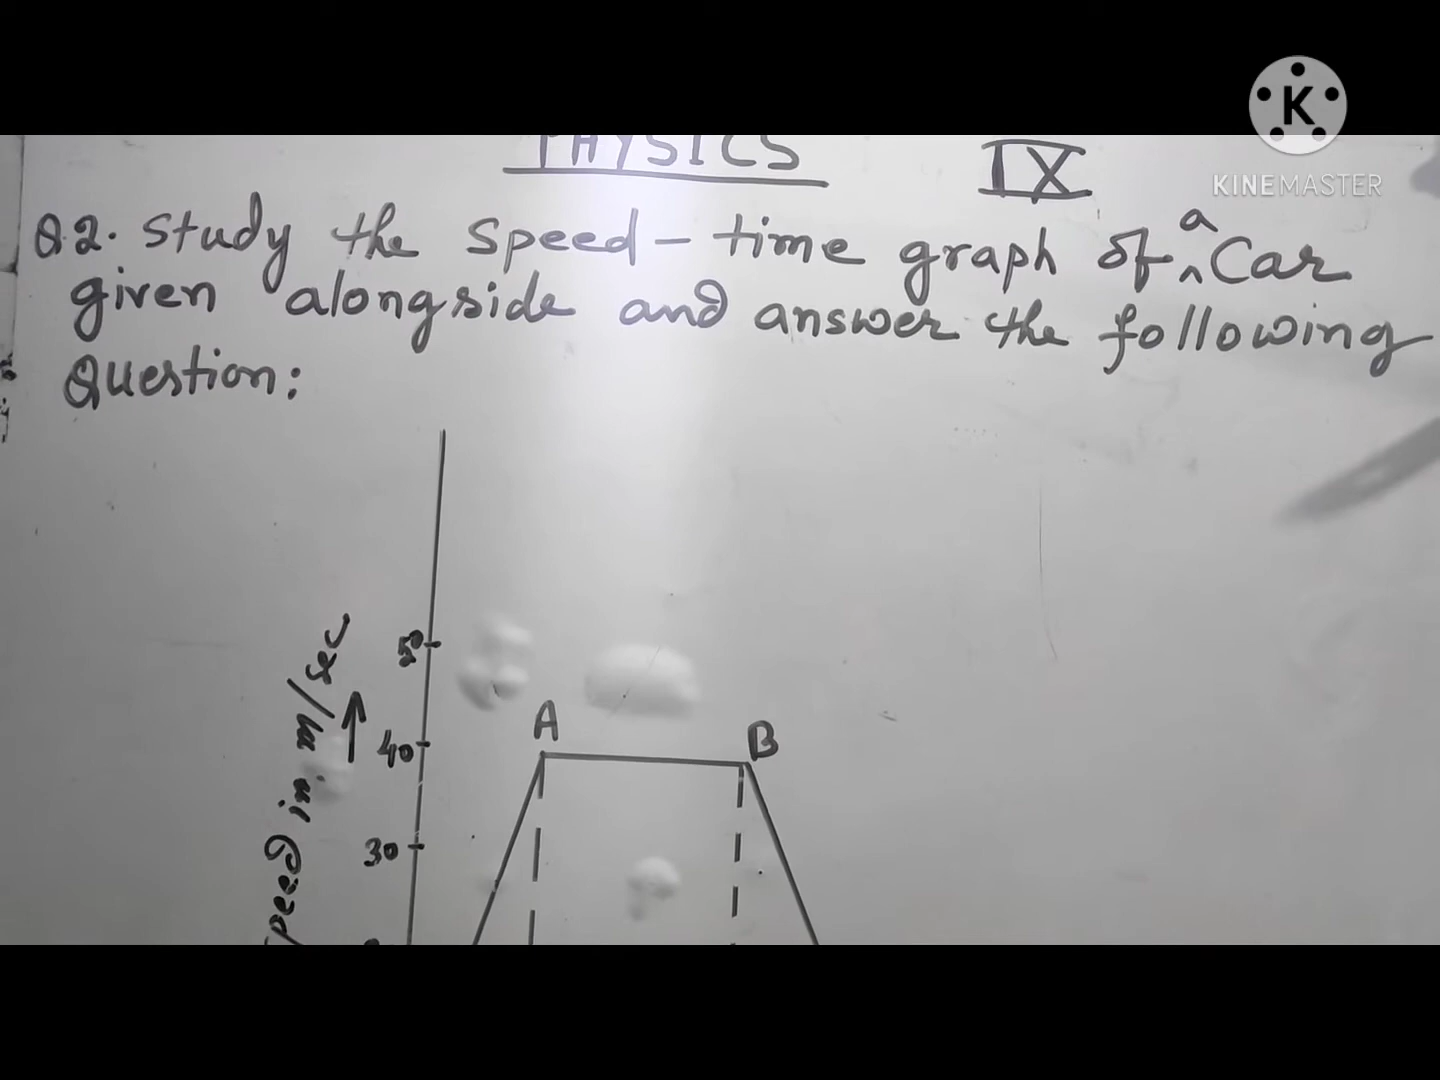 PHYSICS IX
K
KINEMASTER
Q.2. Study the speed - time graph of a Car
given alongside and answer the following
Question:
50
A
B
40
30
speed in m/sec